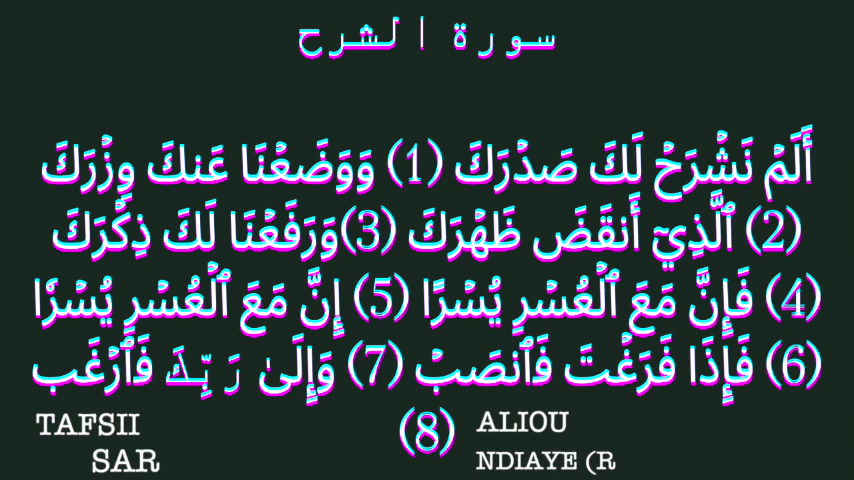 سورة الشرح
أَلَمۡ نَشۡرَحۡ لَكَ صَدۡرَكَ (1) وَوَضَعۡنَا عَنكَ وِزۡرَكَ
(2) ٱلَّذِيٓ أَنقَضَ ظَهۡرَكَ (3)وَرَفَعۡنَا لَكَ ذِكۡرَكَ
(4) فَإِنَّ مَعَ ٱلۡعُسۡرِ يُسۡرًا (5) إِنَّ مَعَ ٱلۡعُسۡرِ يُسۡرٗا
(6) فَإِذَا فَرَغۡتَ فَٱنصَبۡ (7) وَإِلَىٰ رَبِّكَ فَٱرۡغَب
(8)
TAFSII ALIOU
SAR NDIAYE (R